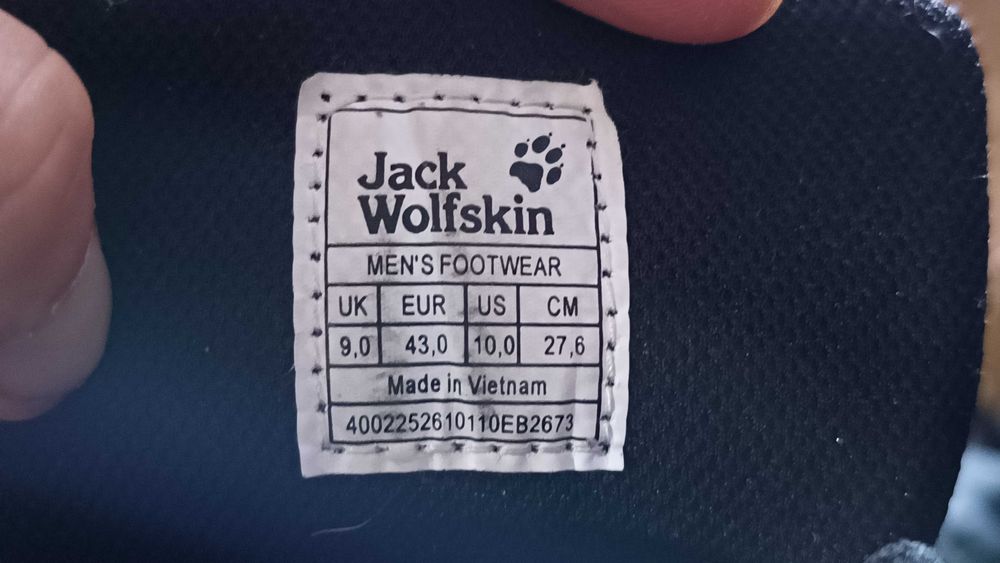 Jack
Wolfskin
MEN'S FOOTWEAR
UK EUR US CM
9,0 43,0 10,0 27,6
Made in Vietnam
4002252610110EB2673